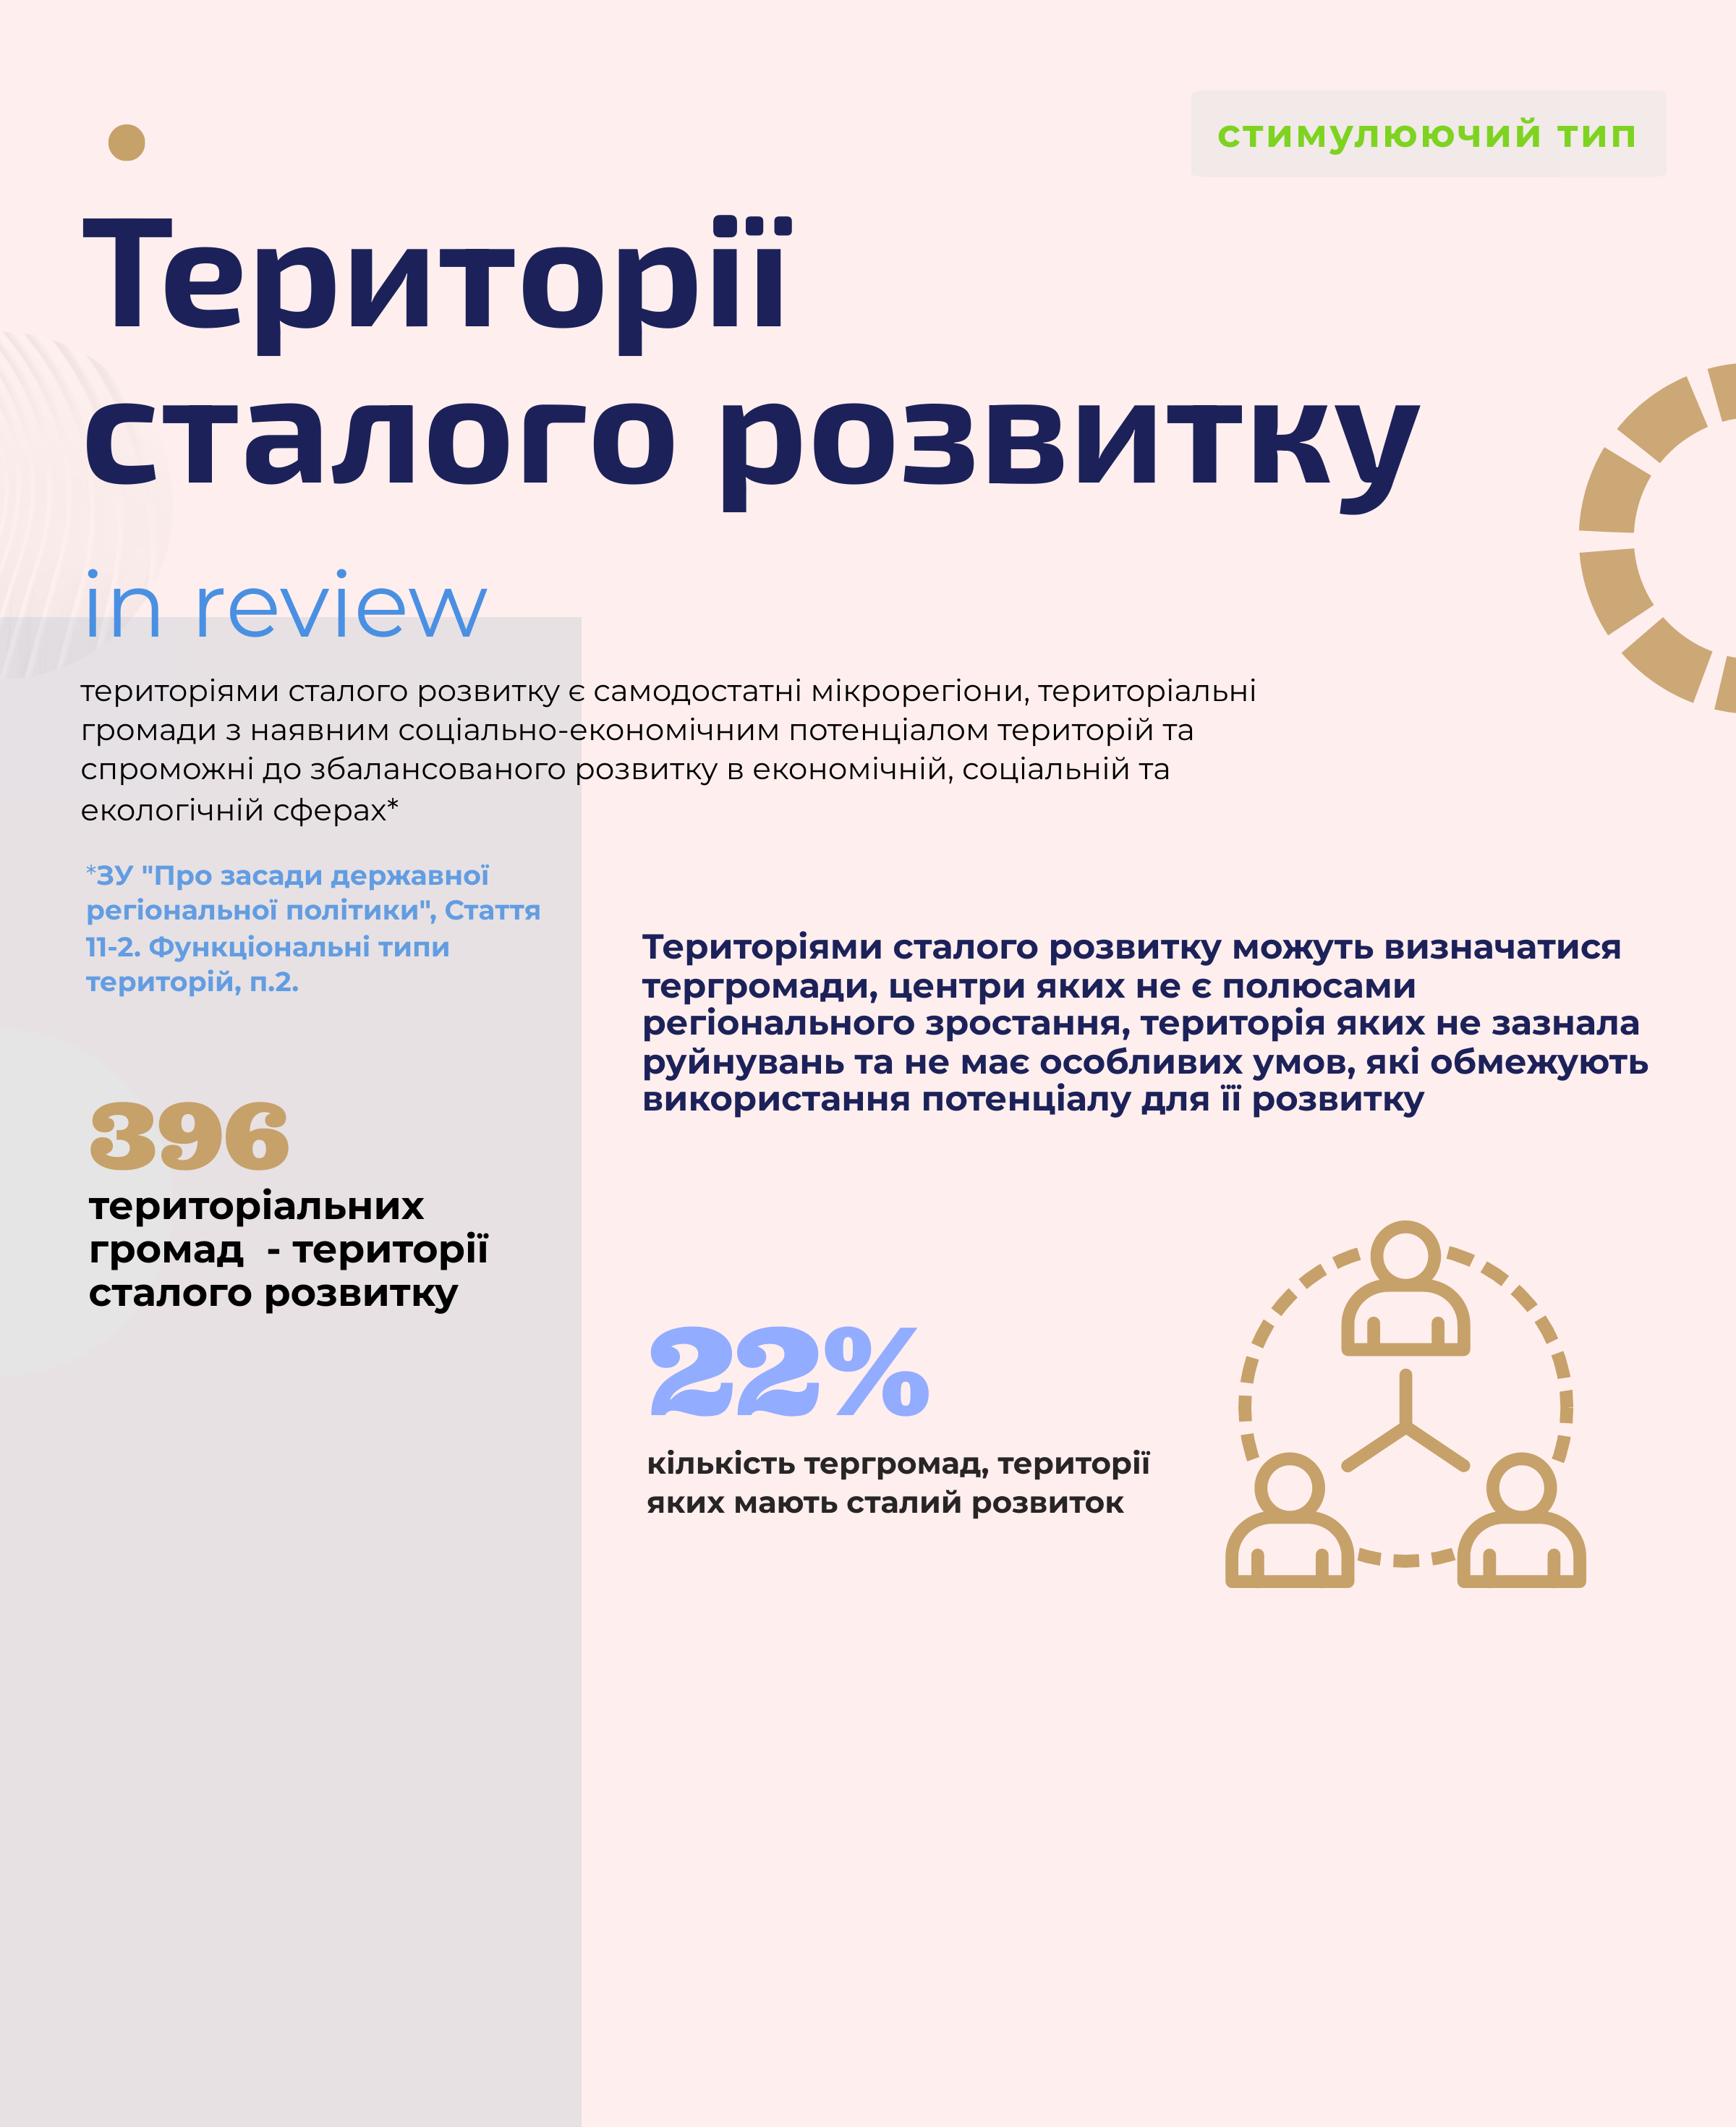 стимулюючий тип
Території
сталого розвитку
in review
територіями сталого розвитку є самодостатні мікрорегіони, територіальні
громади з наявним соціально-економічним потенціалом територій та
спроможні до збалансованого розвитку в економічній, соціальній та
екологічній сферах*
*ЗУ "Про засади державної
регіональної політики", Стаття
11-2. Функціональні типи
територій, п.2.
Територіями сталого розвитку можуть визначатися
тергромади, центри яких не є полюсами
регіонального зростання, територія яких не зазнала
руйнувань та не має особливих умов, які обмежують
використання потенціалу для її розвитку
396
територіальних
громад - території
сталого розвитку
22%
кількість тергромад, території
яких мають сталий розвиток